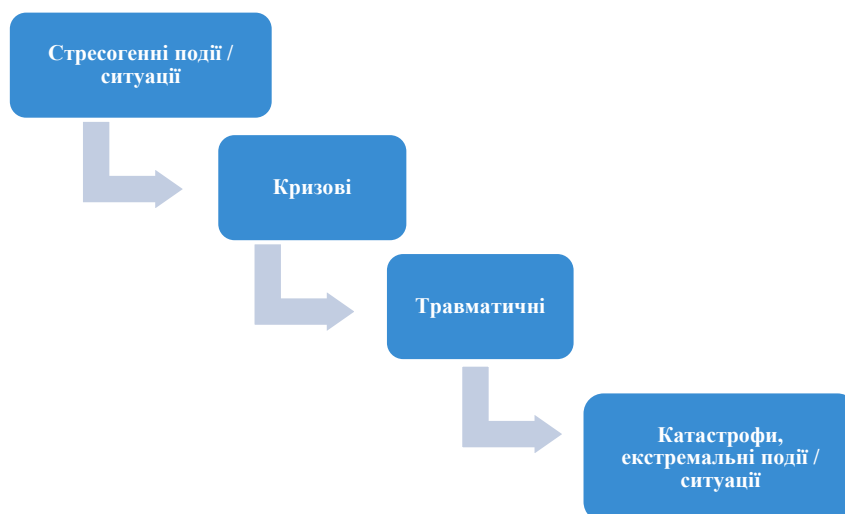 Стресогенні події /
ситуації
Кризові
Травматичні
Катастрофи,
екстремальні події /
ситуації